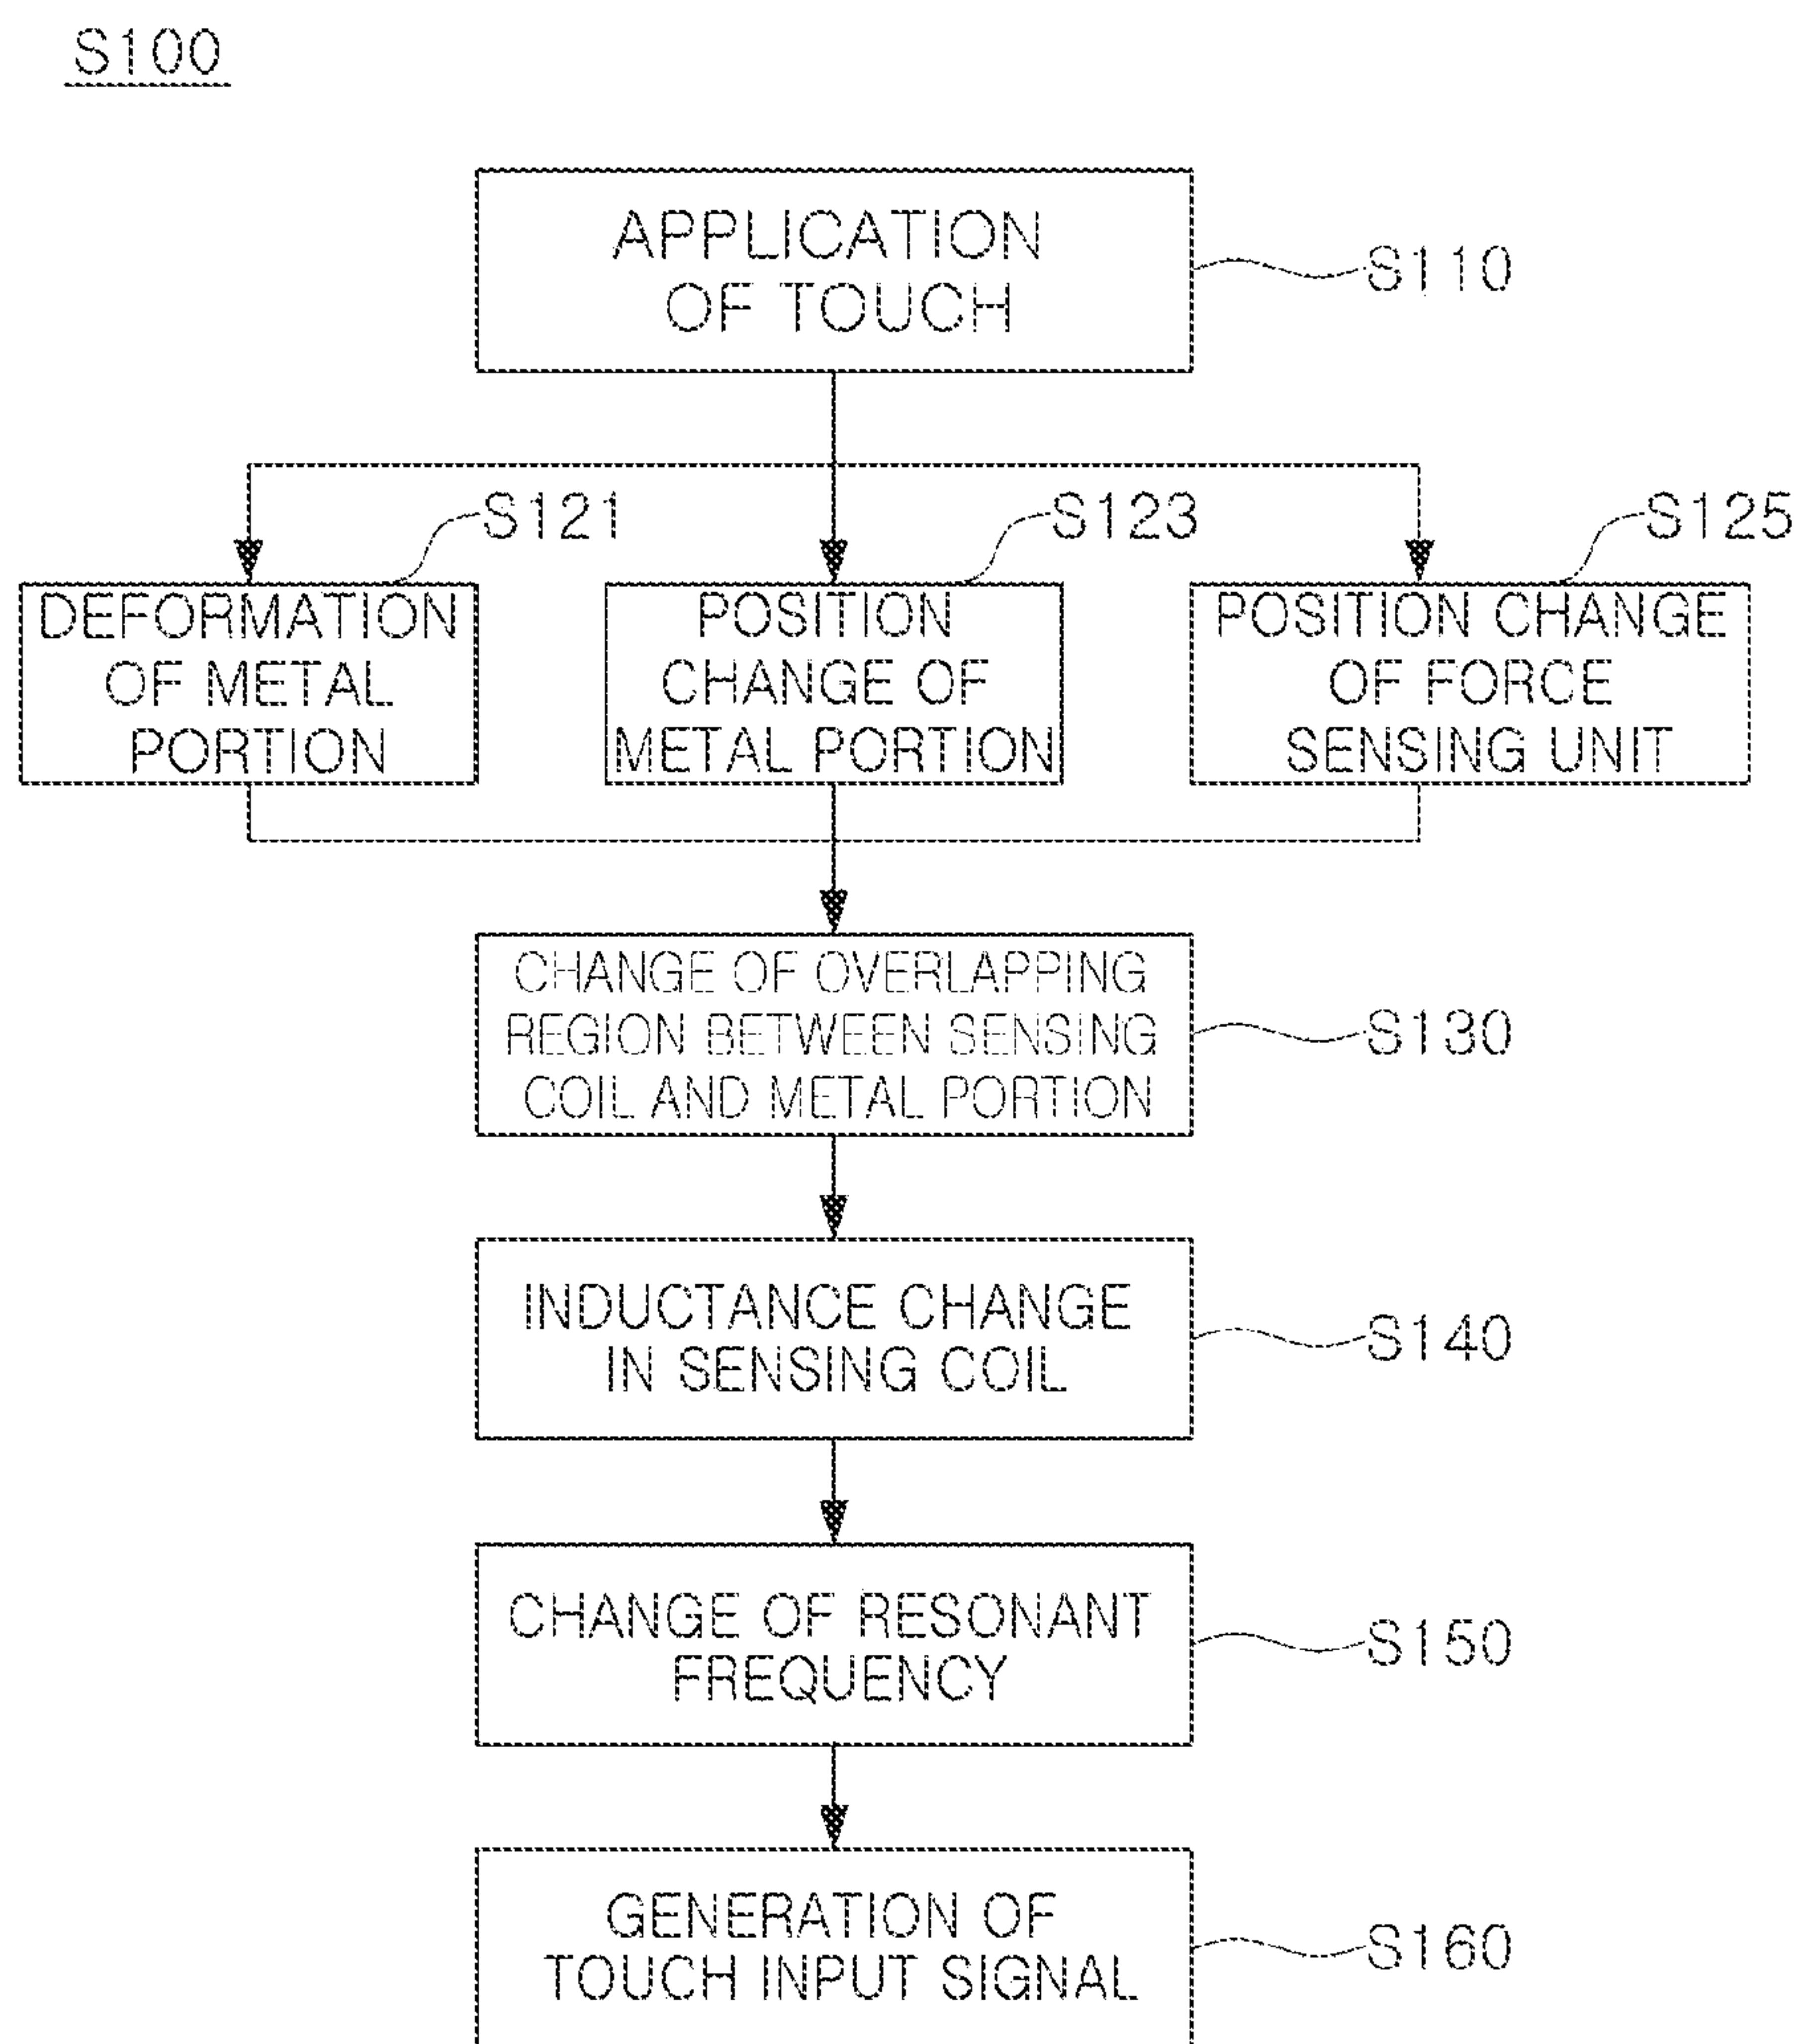 S100
APPLICATION
OF TOUCH
S110
S121
S123
S125
DEFORMATION
OF METAL
PORTION
POSITION
CHANGE OF
METAL PORTION
POSITION CHANGE
OF FORCE
SENSING UNIT
CHANGE OF OVERLAPPING
REGION BETWEEN SENSING
COIL AND METAL PORTION
S130
INDUCTANCE CHANGE
IN SENSING COIL
S140
CHANGE OF RESONANT
FREQUENCY
S150
GENERATION OF
TOUCH INPUT SIGNAL
S160